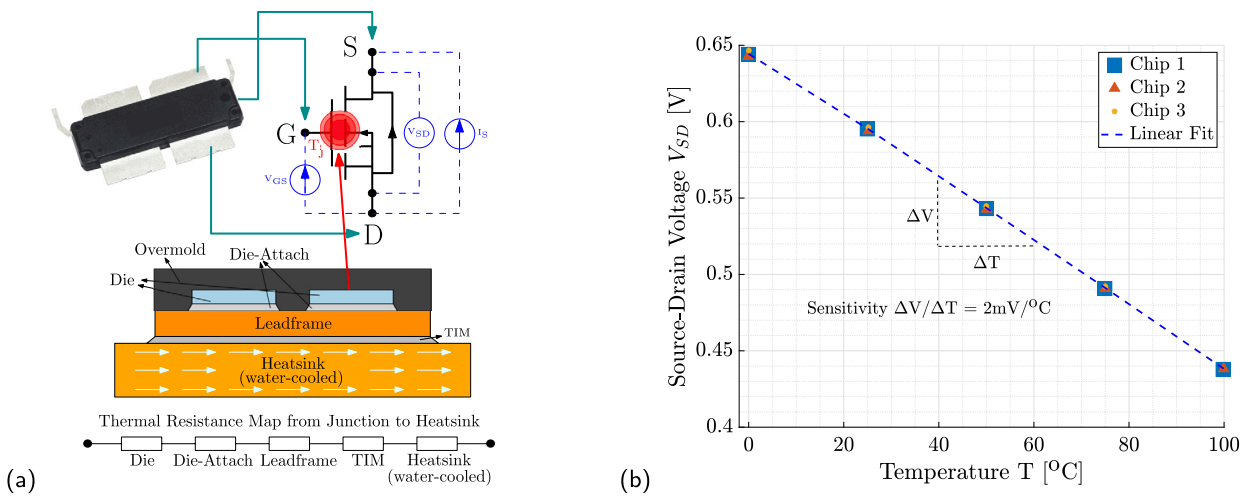 S
G
T_j
V_SD
I_S
V_GS
D
Overmold
Die-Attach
Die
Leadframe
TIM
Heatsink
(water-cooled)
Thermal Resistance Map from Junction to Heatsink
Die
Die-Attach
Leadframe
TIM
Heatsink
(water-cooled)
(a)
Source-Drain Voltage V_SD [V]
0.65
0.6
0.55
0.5
0.45
0.4
Chip 1
Chip 2
Chip 3
Linear Fit
ΔV
ΔT
Sensitivity ΔV/ΔT = 2mV/°C
0
20
40
60
80
100
Temperature T [°C]
(b)